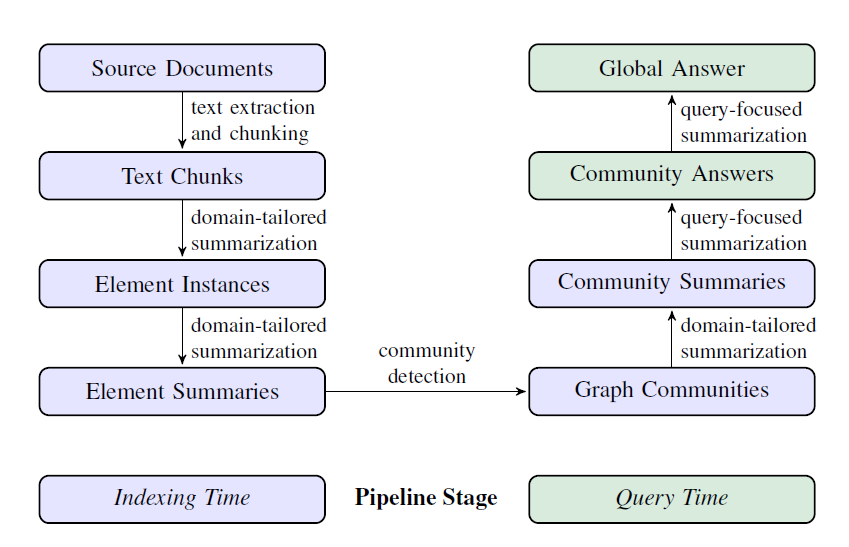 Source Documents
text extraction
and chunking
Text Chunks
domain-tailored
summarization
Element Instances
domain-tailored
summarization
Element Summaries
community
detection
Graph Communities
domain-tailored
summarization
Community Summaries
query-focused
summarization
Community Answers
query-focused
summarization
Global Answer
Indexing Time
Pipeline Stage
Query Time